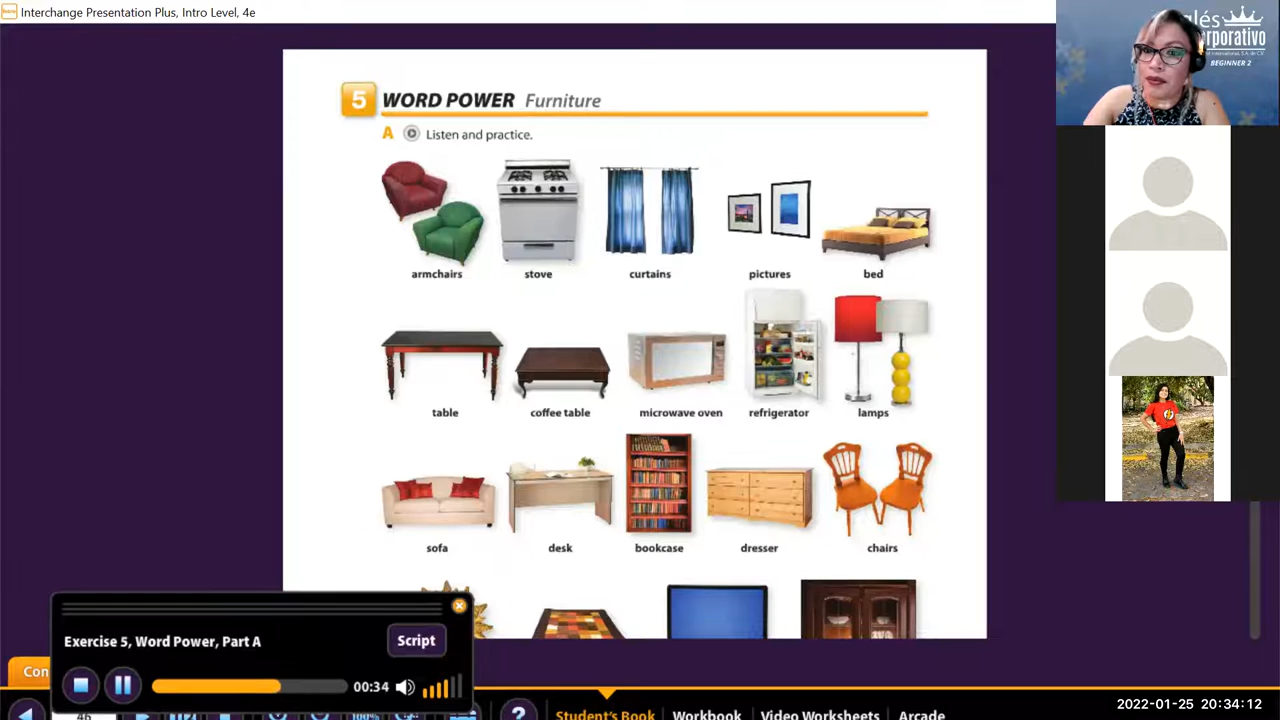 Interchange Presentation Plus, Intro Level, 4e
BEGINNER 2
5 WORD POWER Furniture
A Listen and practice.
armchairs stove curtains pictures bed
table coffee table microwave oven refrigerator lamps
sofa desk bookcase dresser chairs
Exercise 5, Word Power, Part A
Script
00:34
Student's Book Workbook Video Worksheets Arcade
2022-01-25 20:34:12